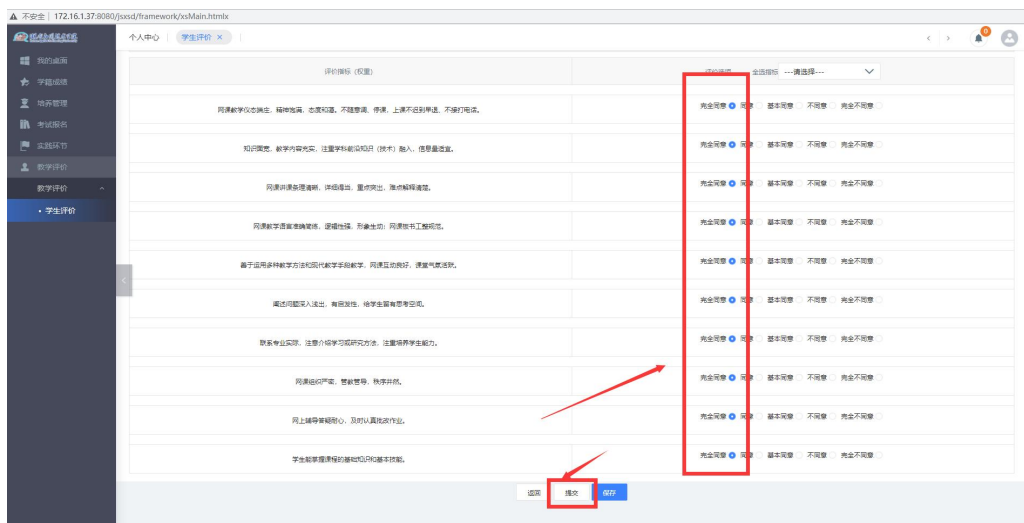 不安全 | 172.16.1.37:8080/jsxsd/framework/xsMain.htmlx
个人中心 学生评价 ×
我的桌面
学籍成绩
培养管理
考试报名
实践环节
教学评价
教学评价
• 学生评价
评价指标（权重）
全选指标 ---请选择---
网课教学仪态端庄，精神饱满，态度和蔼。不随意调、停课，上课不迟到早退，不接打电话。
完全同意 同意 基本同意 不同意 完全不同意
知识面宽，教学内容充实，注重学科前沿知识（技术）融入，信息量适宜。
完全同意 同意 基本同意 不同意 完全不同意
网课讲课条理清晰，详细得当，重点突出，难点解释清楚。
完全同意 同意 基本同意 不同意 完全不同意
网课教学语言准确简练，逻辑性强，形象生动；网课板书工整规范。
完全同意 同意 基本同意 不同意 完全不同意
善于运用多种教学方法和现代教学手段教学，网课互动良好，课堂气氛活跃。
完全同意 同意 基本同意 不同意 完全不同意
阐述问题深入浅出，有启发性，给学生留有思考空间。
完全同意 同意 基本同意 不同意 完全不同意
联系专业实际，注意介绍学习或研究方法，注重培养学生能力。
完全同意 同意 基本同意 不同意 完全不同意
网课组织严密，管教管导，秩序井然。
完全同意 同意 基本同意 不同意 完全不同意
网上辅导答疑耐心，及时认真批改作业。
完全同意 同意 基本同意 不同意 完全不同意
学生能掌握课程的基础知识和基本技能。
完全同意 同意 基本同意 不同意 完全不同意
返回 提交 保存